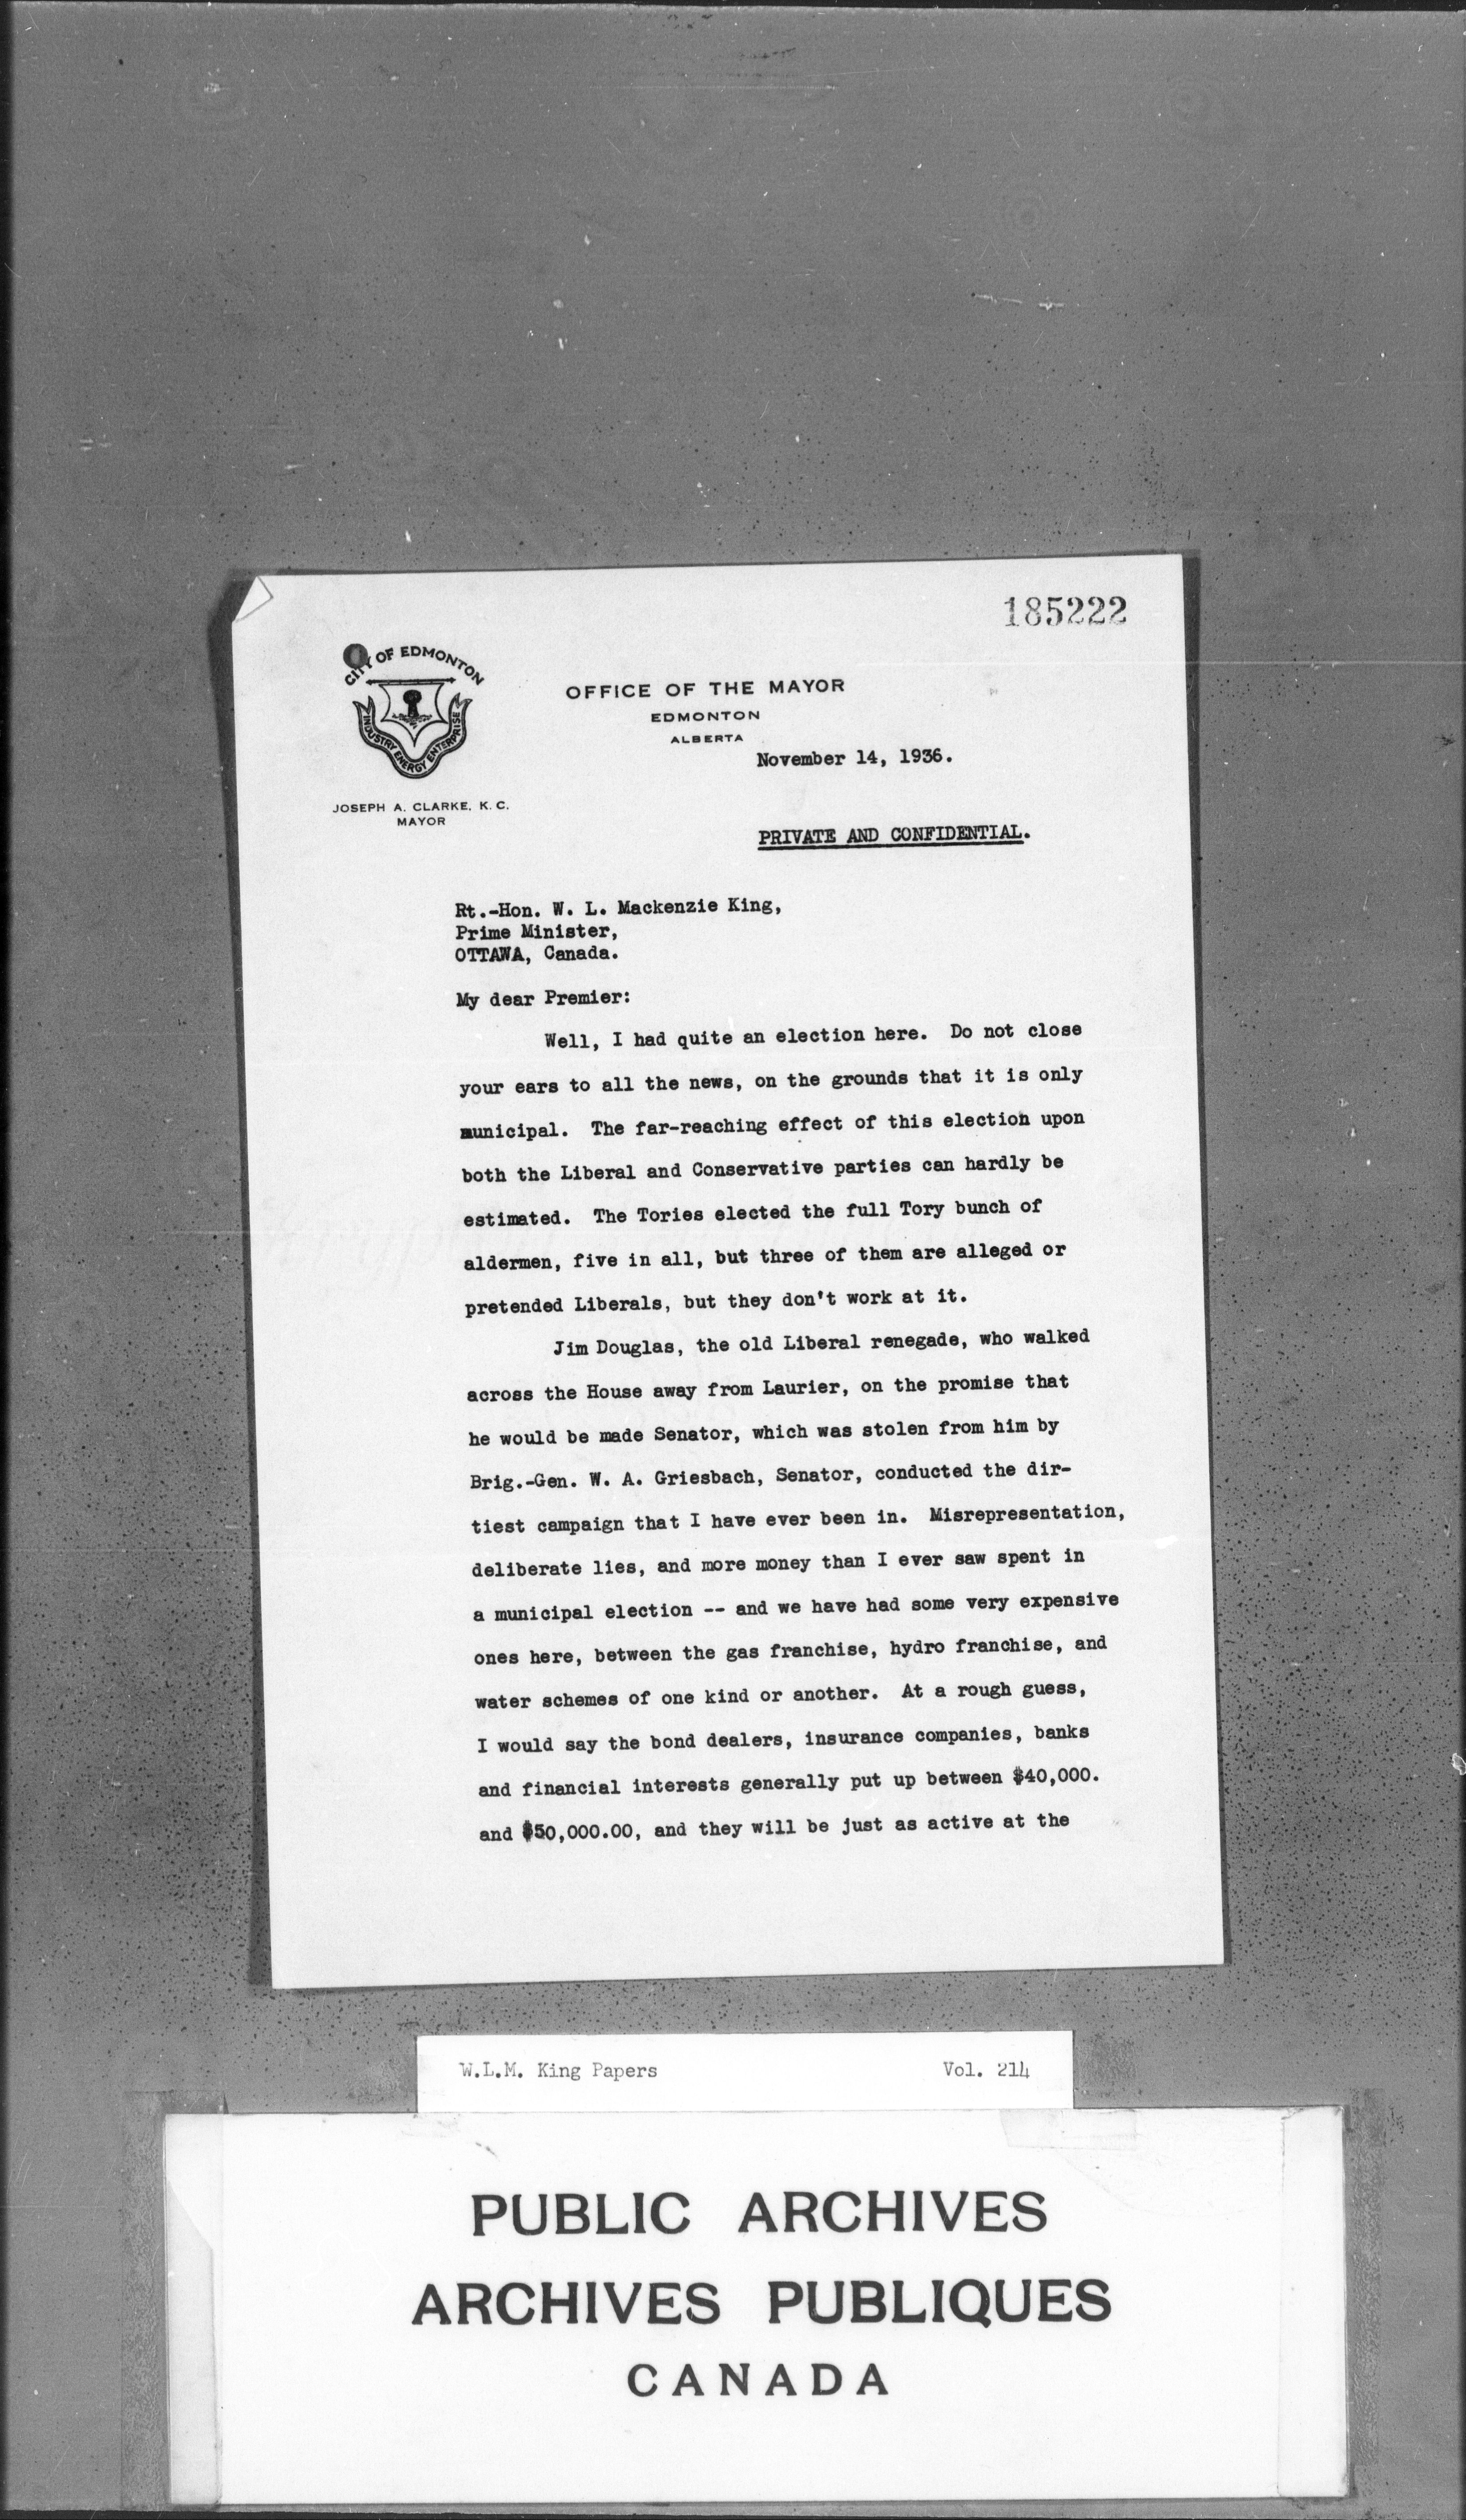 185222
CITY OF EDMONTON
INDUSTRY ENERGY ENTERPRISE
OFFICE OF THE MAYOR
EDMONTON
ALBERTA
November 14, 1936.
JOSEPH A. CLARKE, K. C.
MAYOR
PRIVATE AND CONFIDENTIAL.
Rt.-Hon. W. L. Mackenzie King,
Prime Minister,
OTTAWA, Canada.
My dear Premier:
Well, I had quite an election here. Do not close
your ears to all the news, on the grounds that it is only
municipal. The far-reaching effect of this election upon
both the Liberal and Conservative parties can hardly be
estimated. The Tories elected the full Tory bunch of
aldermen, five in all, but three of them are alleged or
pretended Liberals, but they don't work at it.
Jim Douglas, the old Liberal renegade, who walked
across the House away from Laurier, on the promise that
he would be made Senator, which was stolen from him by
Brig.-Gen. W. A. Griesbach, Senator, conducted the dir-
tiest campaign that I have ever been in. Misrepresentation,
deliberate lies, and more money than I ever saw spent in
a municipal election -- and we have had some very expensive
ones here, between the gas franchise, hydro franchise, and
water schemes of one kind or another. At a rough guess,
I would say the bond dealers, insurance companies, banks
and financial interests generally put up between $40,000.
and $50,000.00, and they will be just as active at the
W.L.M. King Papers Vol. 214
PUBLIC ARCHIVES
ARCHIVES PUBLIQUES
CANADA